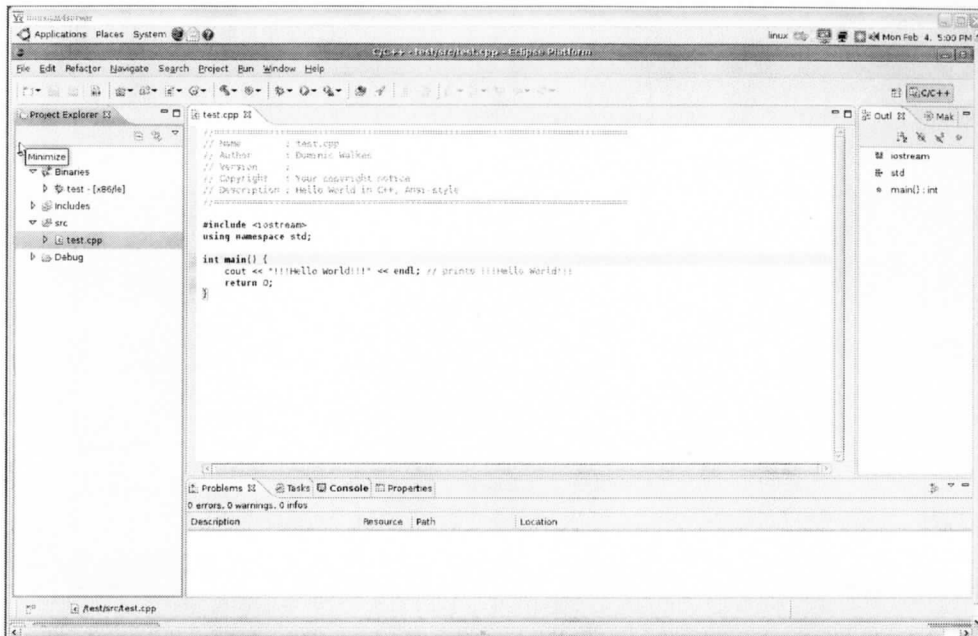 Applications Places System
linux
Mon Feb 4, 5:00 PM
C/C++ - test/src/test.cpp - Eclipse Platform
File Edit Refactor Navigate Search Project Run Window Help
C/C++
Project Explorer
test.cpp
Outl
Mak
Minimize
Binaries
test - [x86/le]
Includes
src
test.cpp
Debug
// Name : test.cpp
// Author : Dominic Walkes
// Version :
// Copyright : Your copyright notice
// Description : Hello World in C++, Ansi-style
#include <iostream>
using namespace std;
int main() {
cout << "!!!Hello World!!!" << endl; // prints !!!Hello World!!!
return 0;
}
iostream
std
main() : int
Problems Tasks Console Properties
0 errors, 0 warnings, 0 infos
Description Resource Path Location
/test/src/test.cpp